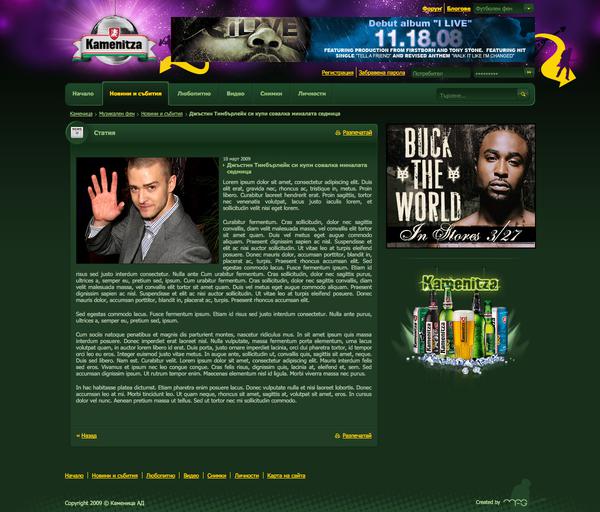 Форум
Блогове
Футболен фен
Kamenitza
Debut album "I LIVE"
11.18.08
FEATURING PRODUCTION FROM FIRSTBORN AND TONY STONE. FEATURING HIT
SINGLE "TELL A FRIEND" AND REVISED ANTHEM "WALK IT LIKE I'M CHANGED"
Регистрация
Забравена парола
Потребител
Начало
Новини и събития
Любопитно
Видео
Снимки
Личности
Търсене...
Каменица > Музикален фен > Новини и събития > Джъстин Тимбърлейк си купи совалка миналата седмица
Статия
Разпечатай
10 март 2009
Джъстин Тимбърлейк си купи совалка миналата
седмица
Lorem ipsum dolor sit amet, consectetur adipiscing elit. Duis
elit erat, gravida nec, rhoncus ac, tristique in, metus. Proin
libero. Curabitur laoreet hendrerit erat. Proin sagittis, tortor
nec venenatis volutpat, lacus justo iaculis lorem, et
sollicitudin velit nisi eget lorem.
Curabitur fermentum. Cras sollicitudin, dolor nec sagittis
convallis, diam velit malesuada massa, vel convallis elit tortor
sit amet quam. Duis vel metus eget augue commodo
aliquam. Praesent dignissim sapien ac nisl. Suspendisse et
elit ac nisi auctor sollicitudin. Ut vitae leo at turpis eleifend
posuere. Donec mauris dolor, accumsan porttitor, blandit in,
placerat ac, turpis. Praesent rhoncus accumsan elit. Sed
egestas commodo lacus. Fusce fermentum ipsum. Etiam id
risus sed justo interdum consectetur. Nulla ante Cum urabitur fermentum. Cras sollicitudin, dolor nec sagittis purus,
ultrices a, semper eu, pretium sed, ipsum. Cum Curabitur fermentum. Cras sollicitudin, dolor nec sagittis convallis, diam
velit malesuada massa, vel convallis elit tortor sit amet quam. Duis vel metus eget augue commodo aliquam. Praesent
dignissim sapien ac nisl. Suspendisse et elit ac nisi auctor sollicitudin. Ut vitae leo at turpis eleifend posuere. Donec
mauris dolor, accumsan porttitor, blandit in, placerat ac, turpis. Praesent rhoncus accumsan elit.
Sed egestas commodo lacus. Fusce fermentum ipsum. Etiam id risus sed justo interdum consectetur. Nulla ante purus,
ultrices a, semper eu, pretium sed, ipsum.
Cum sociis natoque penatibus et magnis dis parturient montes, nascetur ridiculus mus. In sit amet ipsum quis massa
interdum posuere. Donec imperdiet erat laoreet nisl. Nulla vulputate, massa fermentum porta elementum, urna lacus
volutpat quam, in auctor lorem libero id erat. Duis porta, justo ut ornare imperdiet lacinia, orci dui pharetra tortor, id tempor
orci leo eu eros. Integer euismod justo vitae metus. In augue ante, sollicitudin ut, convallis quis, sagittis sit amet, neque.
Duis sed libero. Nam est. Curabitur velit. Lorem ipsum dolor sit amet, consectetur adipiscing elit. Mauris interdum felis
sed eros. Vivamus et ipsum nec leo congue congue. Cras felis risus, dignissim quis, lacinia at, eleifend et, sem. Sed
accumsan dignissim ipsum. Ut rutrum tempor enim. Maecenas elementum nisl id ligula. Morbi viverra massa nec purus.
In hac habitasse platea dictumst. Etiam pharetra enim posuere lacus. Donec vulputate nulla et nisi laoreet lobortis. Donec
accumsan leo at mi. Morbi tincidunt leo. Ut quam neque, rhoncus sit amet, sagittis at, volutpat sit amet, eros. In cursus
dolor vel nunc. Aenean pretium massa ut tellus. Sed ut tortor nec mi sollicitudin commodo.
« Назад
Разпечатай
BUCK
THE
WORLD
In Stores 3/27
Kamenitza
Начало
Новини и събития
Любопитно
Видео
Снимки
Личности
Карта на сайта
Copyright 2009 © Каменица АД
Created by